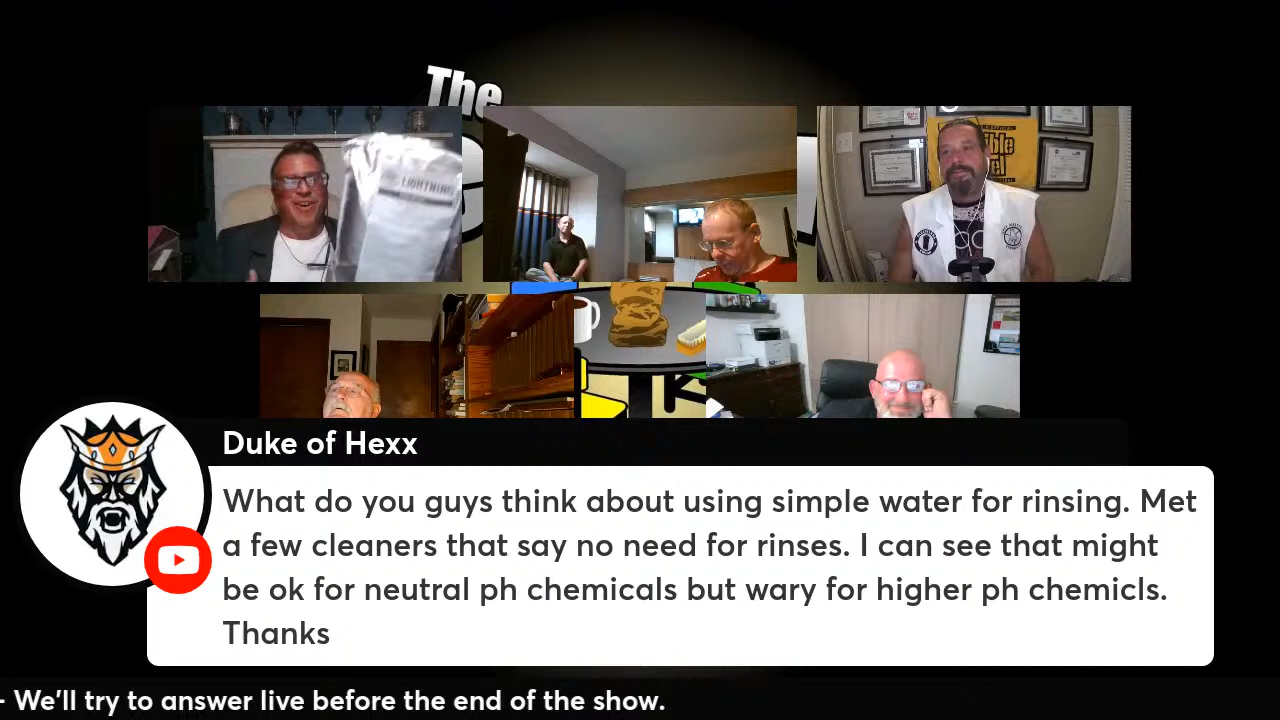 The
LIGHTNING
Duke of Hexx
What do you guys think about using simple water for rinsing. Met
a few cleaners that say no need for rinses. I can see that might
be ok for neutral ph chemicals but wary for higher ph chemicls.
Thanks
- We'll try to answer live before the end of the show.